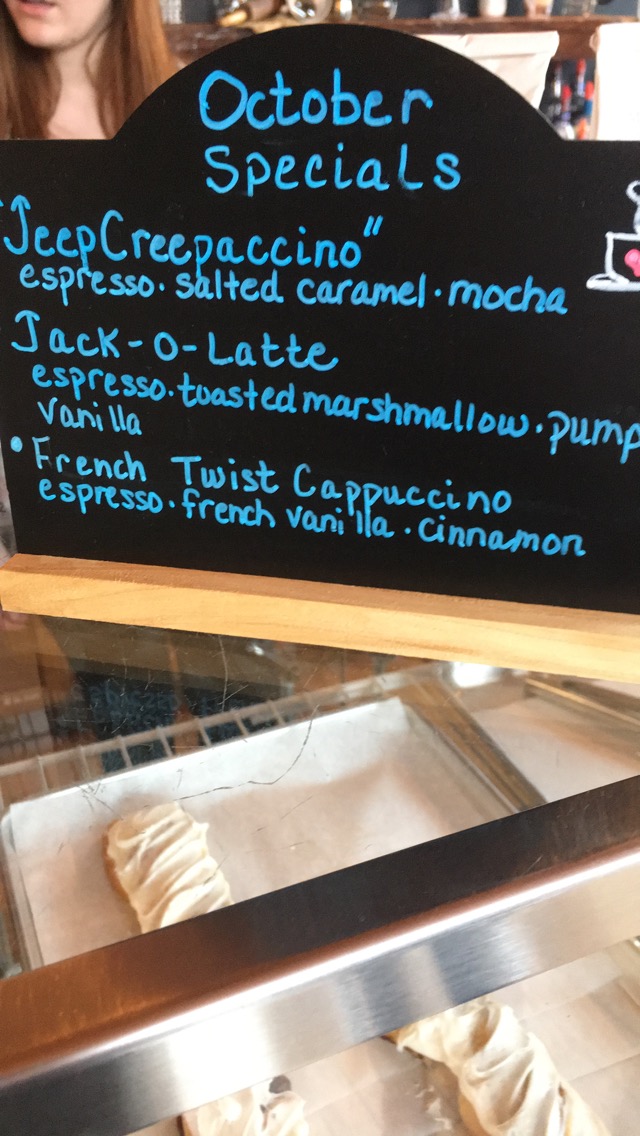 October
Specials
"JeepCreepaccino"
espresso. salted caramel. mocha
Jack-o-Latte
espresso. toasted marshmallow. pump
vanilla
• French Twist Cappuccino
espresso. french vanilla. cinnamon